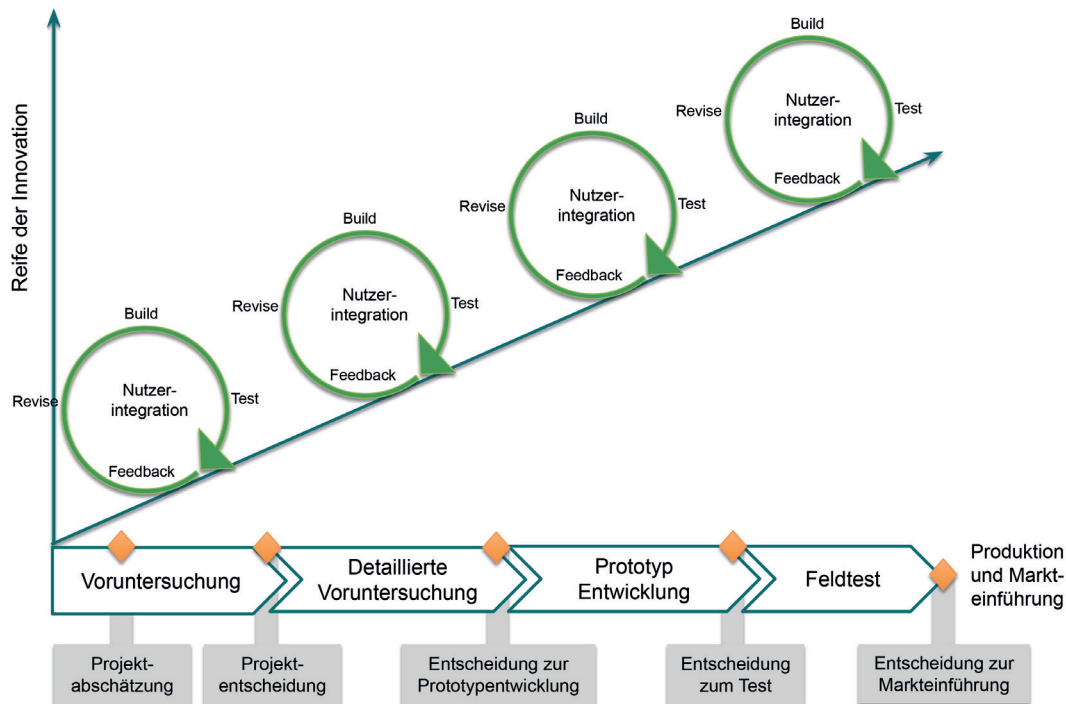 Reife der Innovation
Build
Revise
Nutzer-
integration
Test
Feedback
Build
Revise
Nutzer-
integration
Test
Feedback
Build
Revise
Nutzer-
integration
Test
Feedback
Build
Revise
Nutzer-
integration
Test
Feedback
Voruntersuchung
Detaillierte
Voruntersuchung
Prototyp
Entwicklung
Feldtest
Produktion
und Markt-
einführung
Projekt-
abschätzung
Projekt-
entscheidung
Entscheidung zur
Prototypentwicklung
Entscheidung
zum Test
Entscheidung zur
Markteinführung